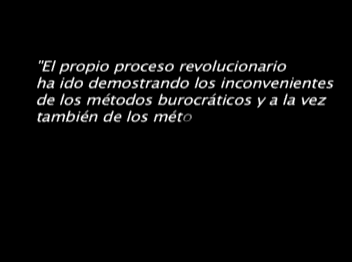 "El propio proceso revolucionario
ha ido demostrando los inconvenientes
de los métodos burocráticos y a la vez
también de los méto